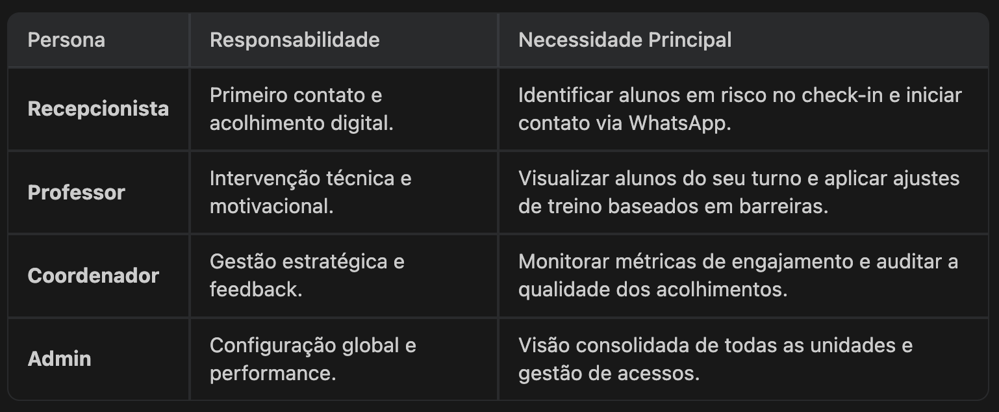 Persona
Responsabilidade
Necessidade Principal
Recepcionista
Primeiro contato e
acolhimento digital.
Identificar alunos em risco no check-in e iniciar
contato via WhatsApp.
Professor
Intervenção técnica e
motivacional.
Visualizar alunos do seu turno e aplicar ajustes
de treino baseados em barreiras.
Coordenador
Gestão estratégica e
feedback.
Monitorar métricas de engajamento e auditar a
qualidade dos acolhimentos.
Admin
Configuração global e
performance.
Visão consolidada de todas as unidades e
gestão de acessos.